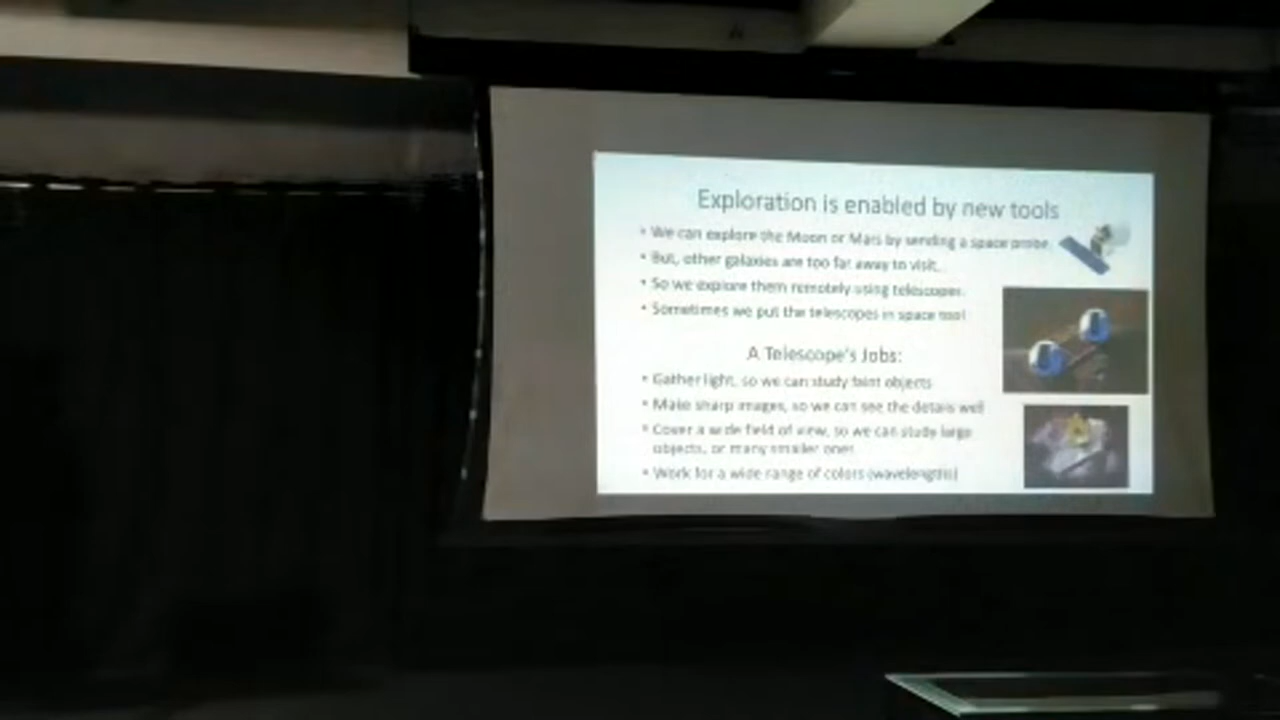 Exploration is enabled by new tools
• We can explore the Moon or Mars by sending a space probe.
• But, other galaxies are too far away to visit.
• So we explore them remotely using telescopes.
• Sometimes we put the telescopes in space too!
A Telescope's Jobs:
• Gather light, so we can study faint objects
• Make sharp images, so we can see the details well
• Cover a wide field of view, so we can study large
objects, or many smaller ones
• Work for a wide range of colors (wavelengths)